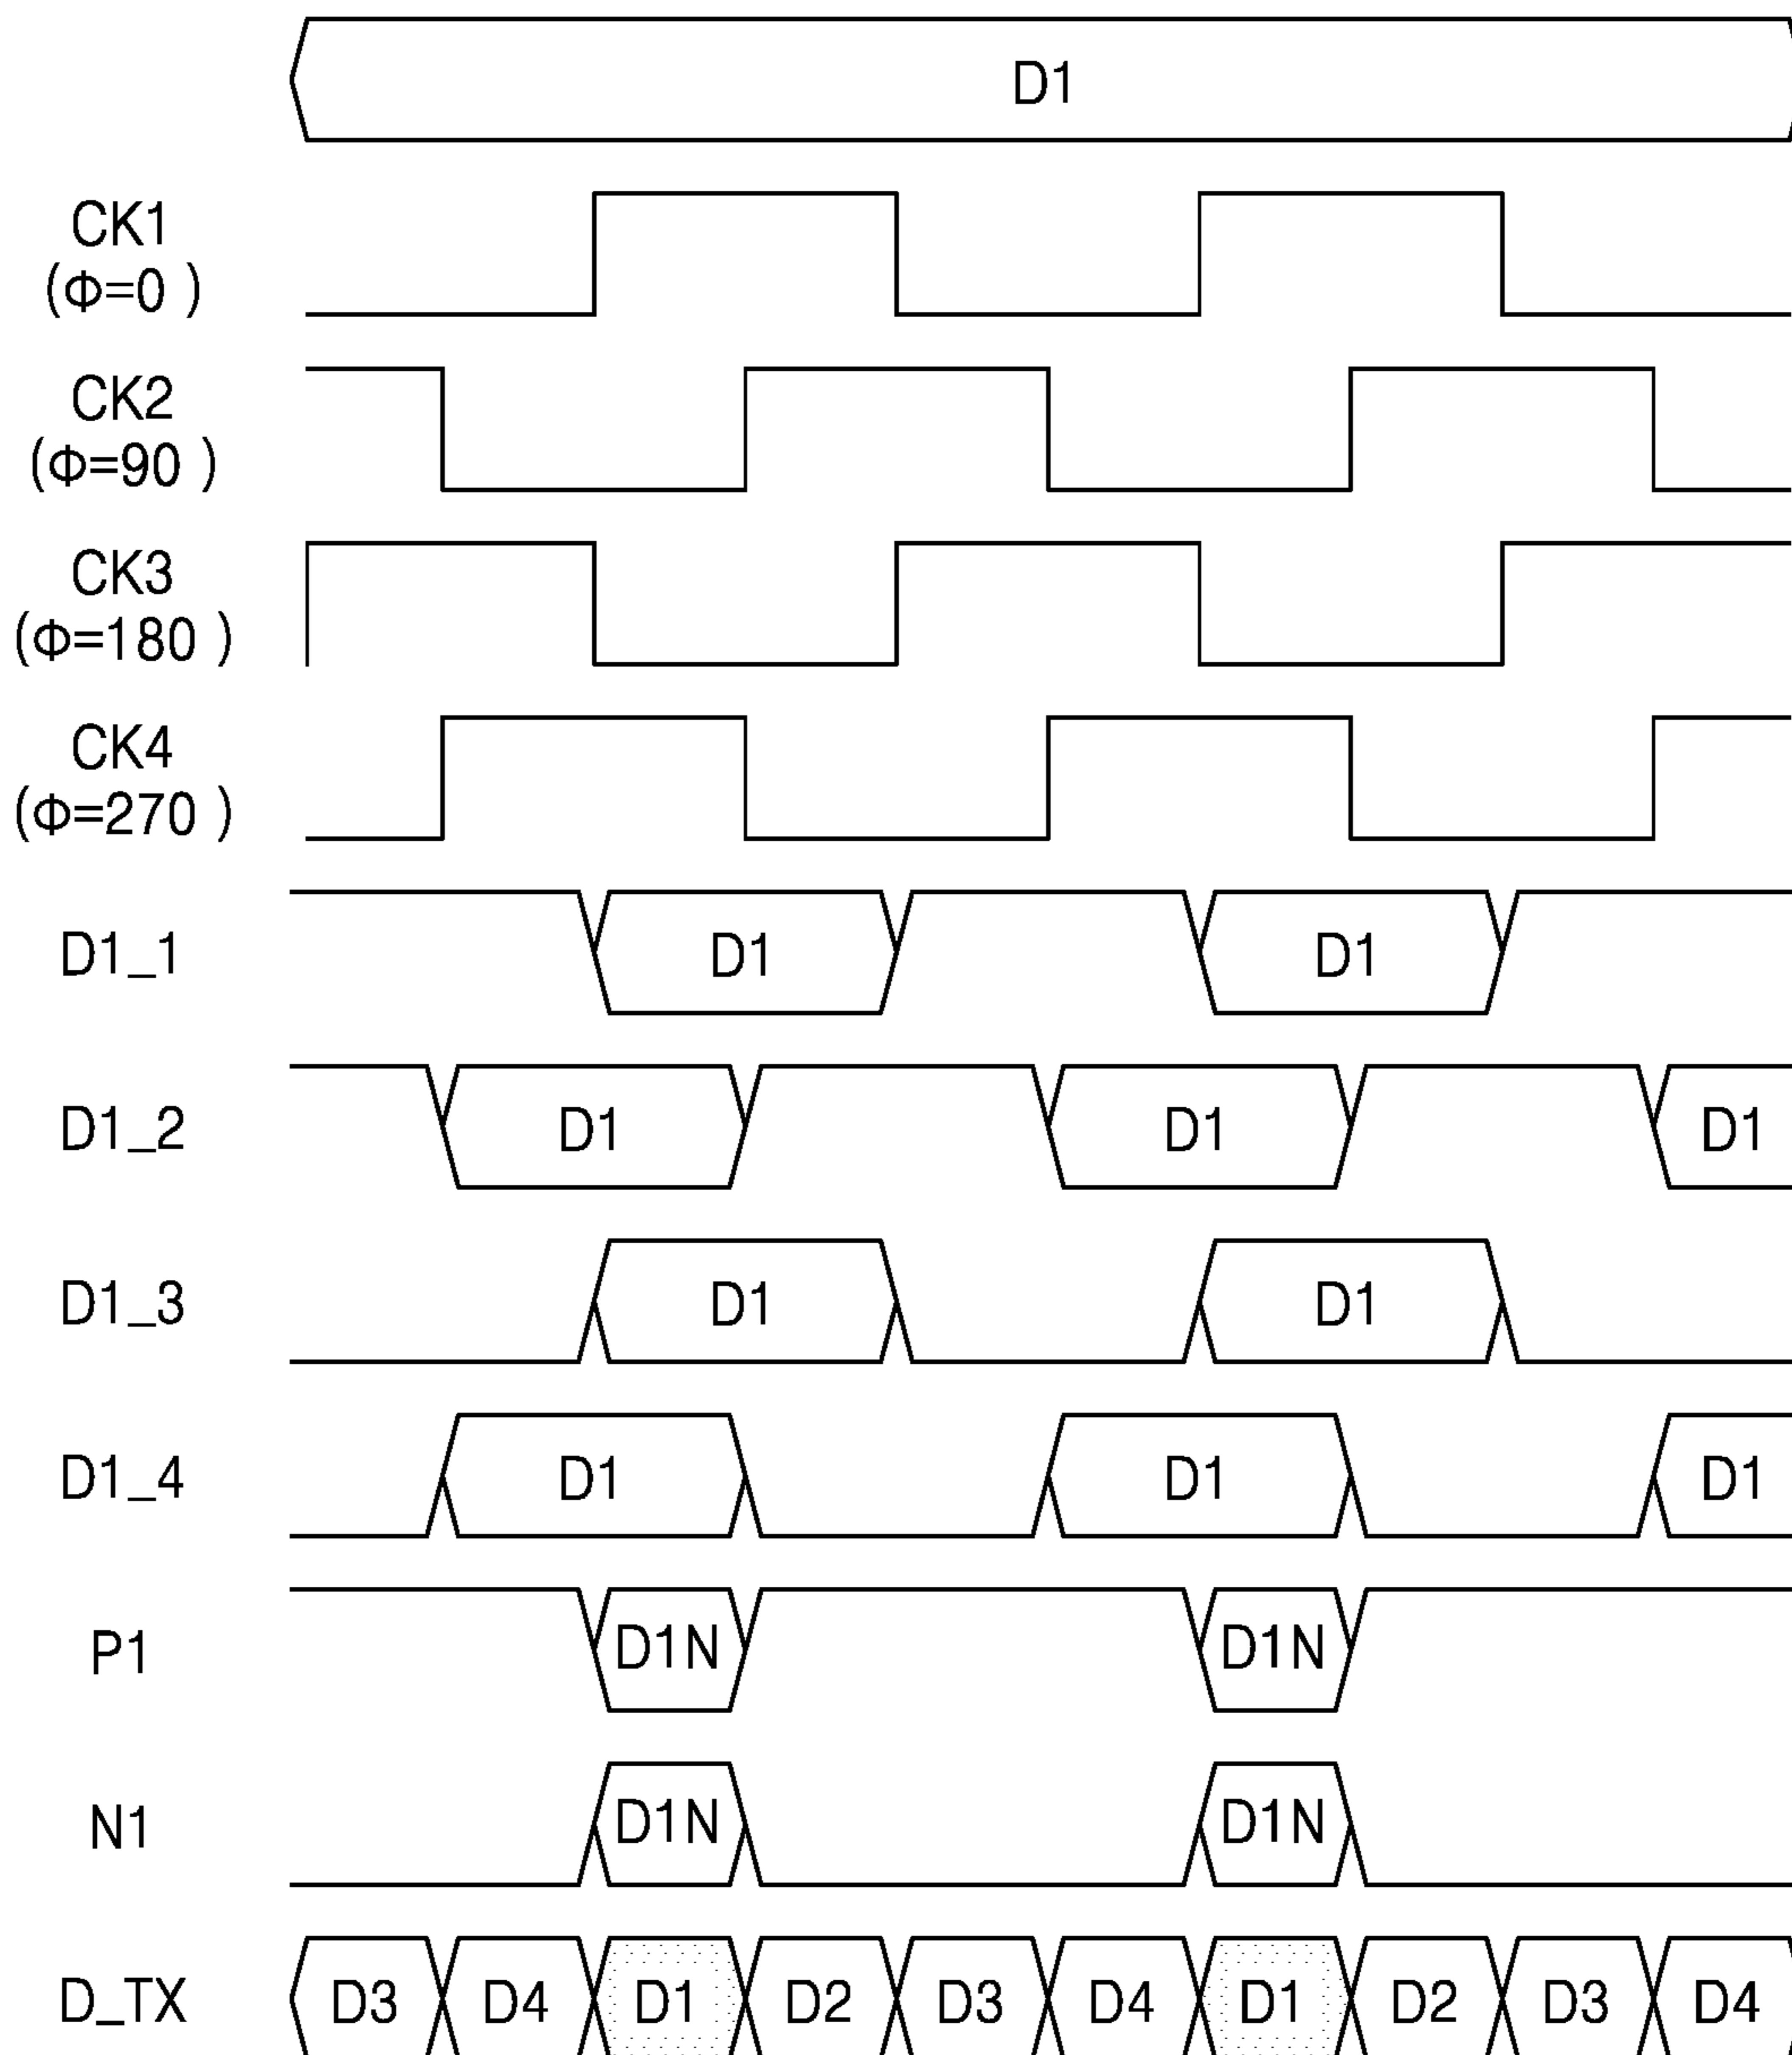 D1
CK1
(Φ=0 )
CK2
(Φ=90 )
CK3
(Φ=180 )
CK4
(Φ=270 )
D1_1 D1 D1
D1_2 D1 D1 D1
D1_3 D1 D1
D1_4 D1 D1 D1
P1 D1N D1N
N1 D1N D1N
D_TX D3 D4 D1 D2 D3 D4 D1 D2 D3 D4